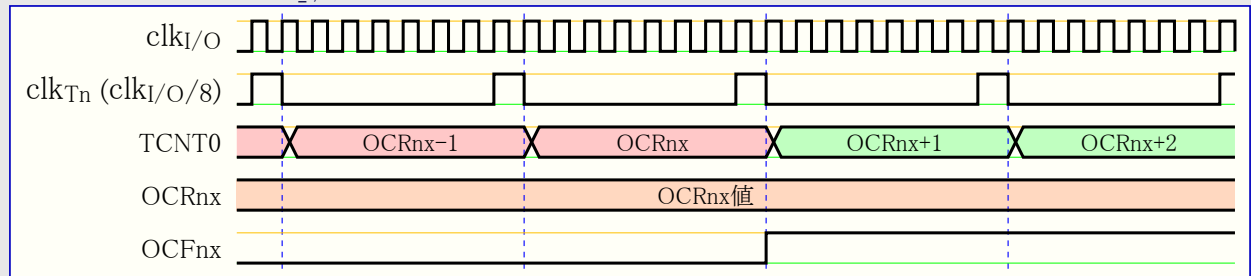 clkI/O
clkTn (clkI/O/8)
TCNT0 OCRnx-1 OCRnx OCRnx+1 OCRnx+2
OCRnx OCRnx値
OCFnx